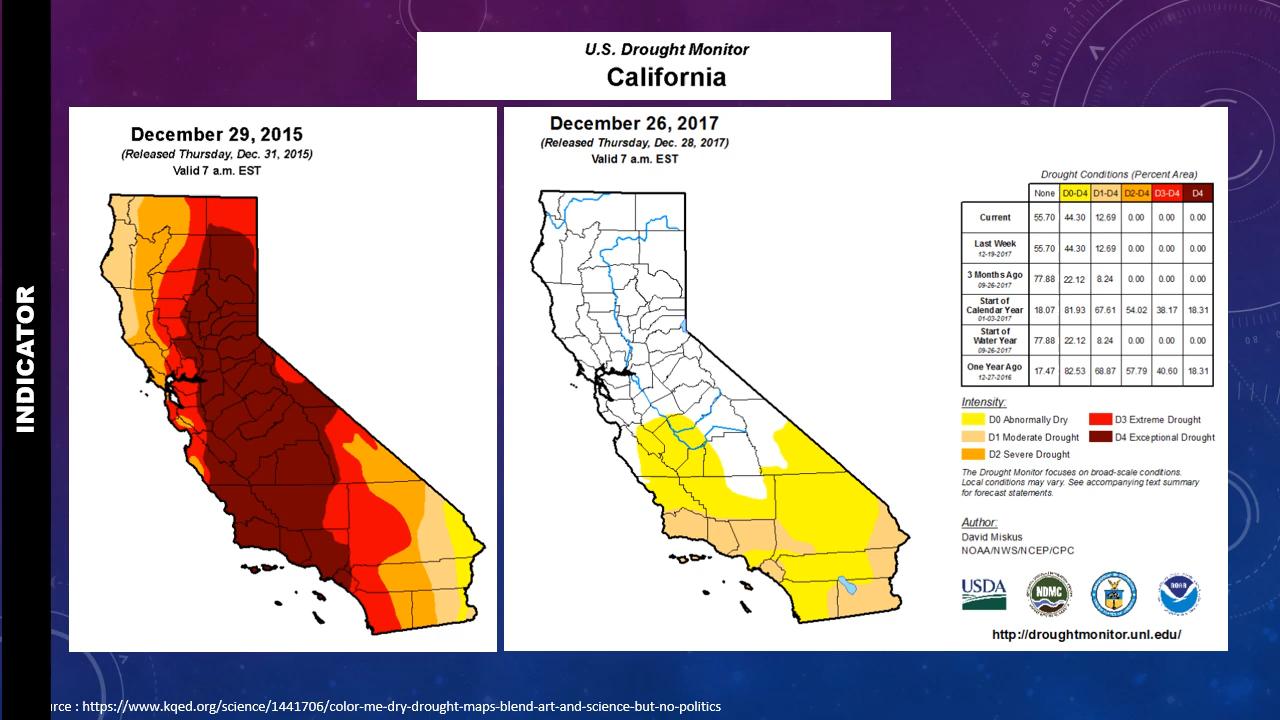 INDICATOR
U.S. Drought Monitor
California
December 29, 2015
(Released Thursday, Dec. 31, 2015)
Valid 7 a.m. EST
December 26, 2017
(Released Thursday, Dec. 28, 2017)
Valid 7 a.m. EST
Drought Conditions (Percent Area)
None D0-D4 D1-D4 D2-D4 D3-D4 D4
Current 55.70 44.30 12.69 0.00 0.00 0.00
Last Week 55.70 44.30 12.69 0.00 0.00 0.00
12-19-2017
3 Months Ago 77.88 22.12 8.24 0.00 0.00 0.00
09-26-2017
Start of
Calendar Year 18.07 81.93 67.61 54.02 38.17 18.31
01-03-2017
Start of
Water Year 77.88 22.12 8.24 0.00 0.00 0.00
09-26-2017
One Year Ago 17.47 82.53 68.87 57.79 40.60 18.31
12-27-2016
Intensity:
D0 Abnormally Dry D3 Extreme Drought
D1 Moderate Drought D4 Exceptional Drought
D2 Severe Drought
The Drought Monitor focuses on broad-scale conditions.
Local conditions may vary. See accompanying text summary
for forecast statements.
Author:
David Miskus
NOAA/NWS/NCEP/CPC
USDA NDMC NOAA
http://droughtmonitor.unl.edu/
urce : https://www.kqed.org/science/1441706/color-me-dry-drought-maps-blend-art-and-science-but-no-politics
190 200 210